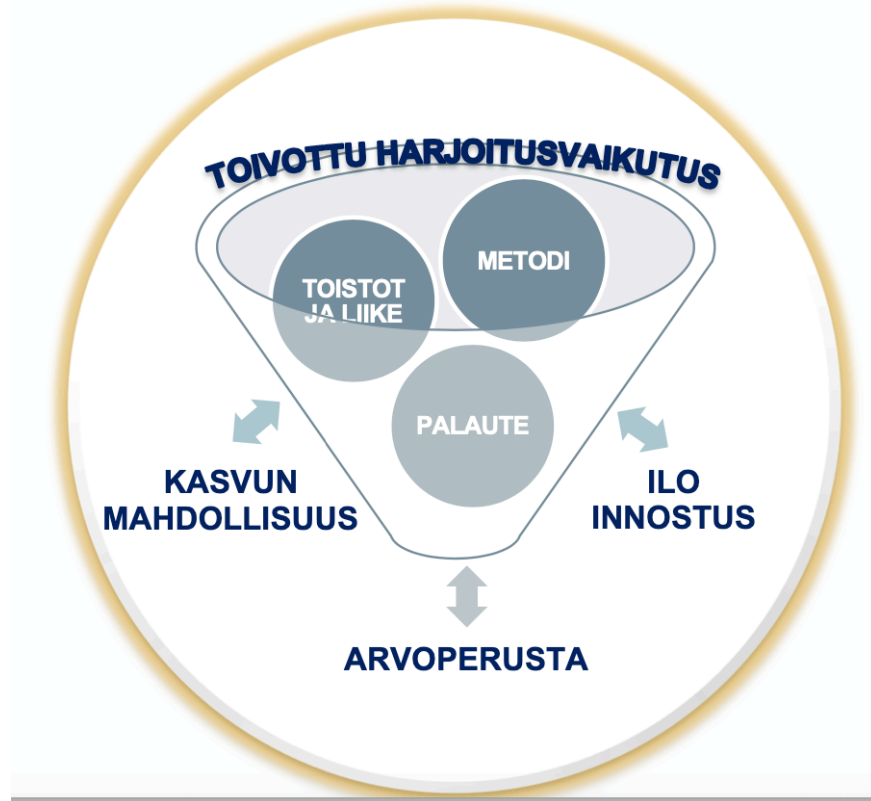 TOIVOTTU HARJOITUSVAIKUTUS
METODI
TOISTOT
JA LIIKE
PALAUTE
KASVUN
MAHDOLLISUUS
ILO
INNOSTUS
ARVOPERUSTA